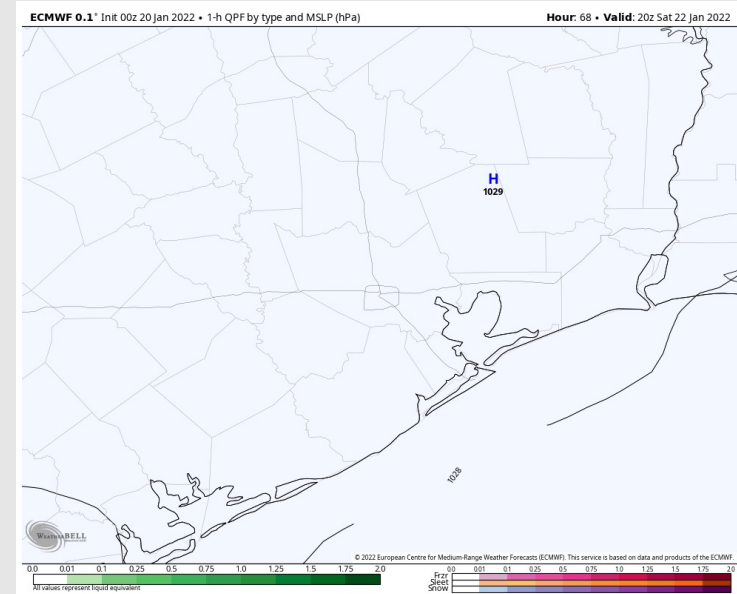 ECMWF 0.1° Init 00z 20 Jan 2022 • 1-h QPF by type and MSLP (hPa)
Hour: 68 • Valid: 20z Sat 22 Jan 2022
H
1029
1028
WEATHERBELL
© 2022 European Centre for Medium-Range Weather Forecasts (ECMWF). This service is based on data and products of the ECMWF.
0.0 0.01 0.1 0.25 0.5 0.75 1.0 1.25 1.5 1.75 2.0
All values represent liquid equivalent
0.0 0.01 0.1 0.25 0.5 0.75 1.0 1.25 1.5 1.75 2.0
Frzr
Sleet
Snow